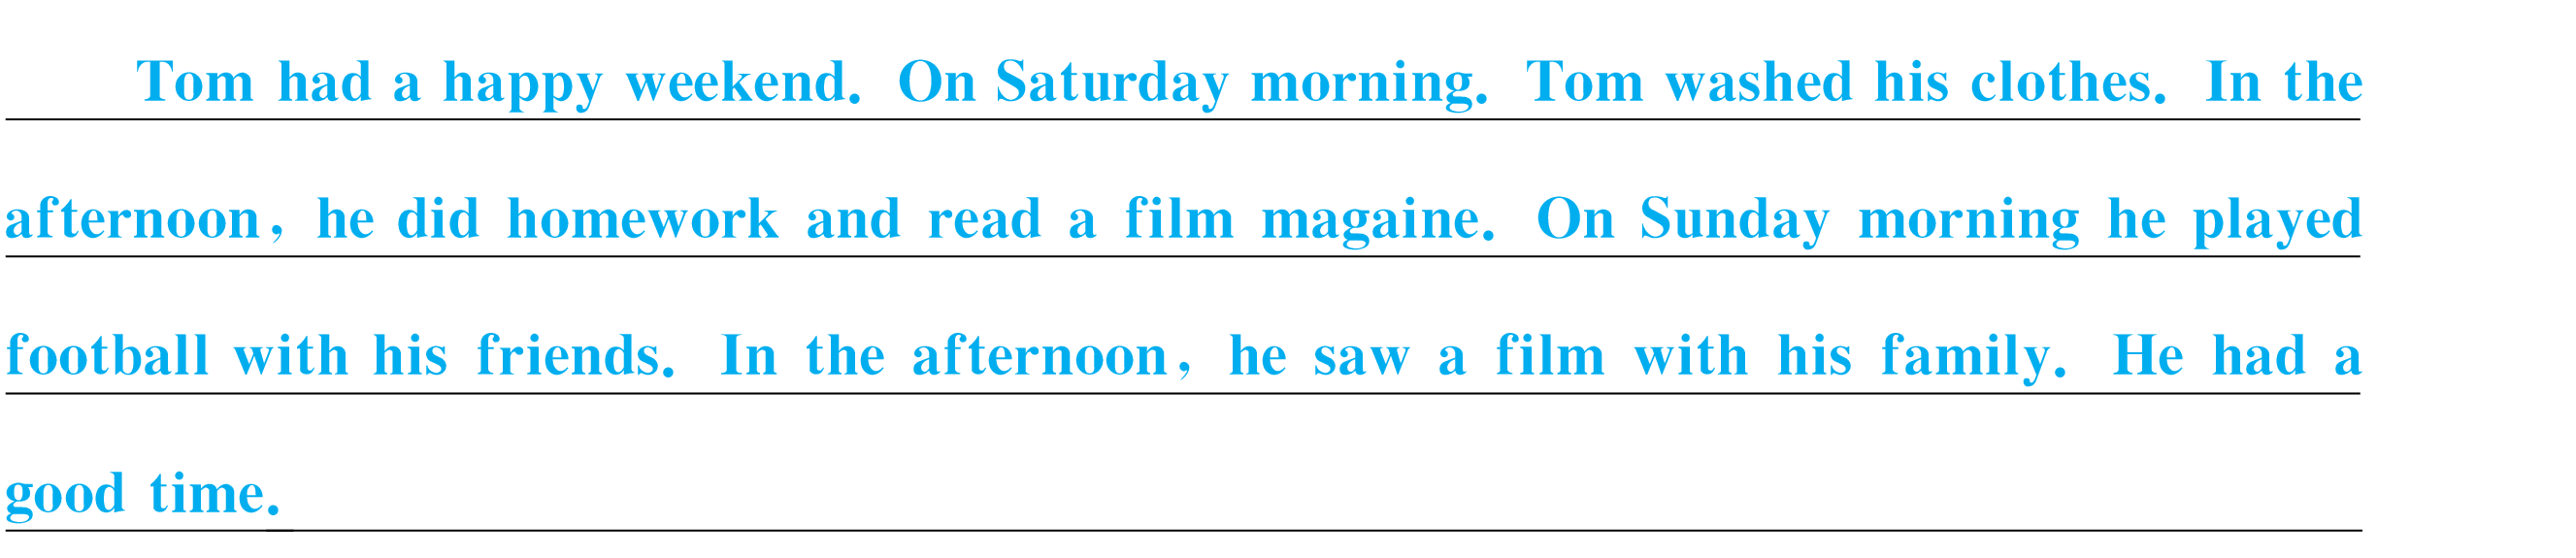 Tom had a happy weekend. On Saturday morning. Tom washed his clothes. In the
afternoon, he did homework and read a film magaine. On Sunday morning he played
football with his friends. In the afternoon, he saw a film with his family. He had a
good time.